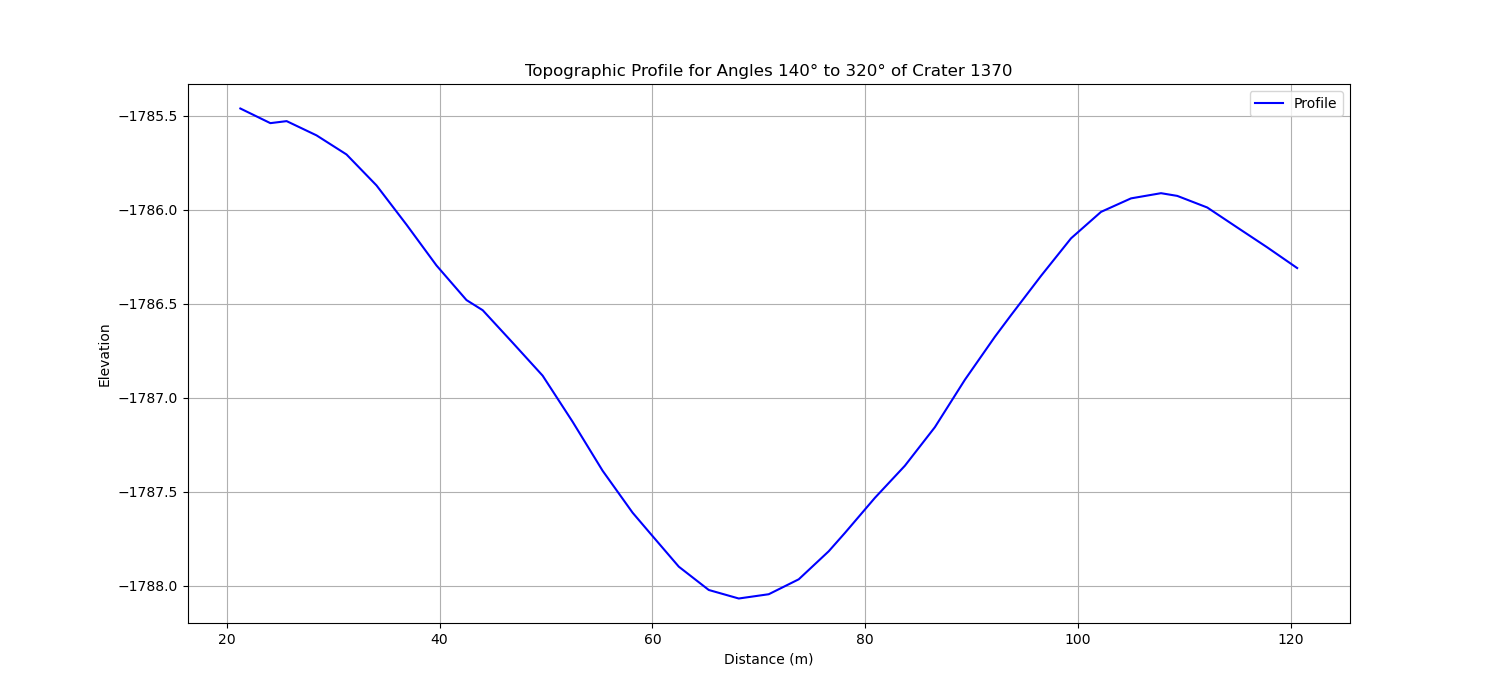 Topographic Profile for Angles 140° to 320° of Crater 1370
Profile
−1785.5
−1786.0
−1786.5
−1787.0
−1787.5
−1788.0
Elevation
20 40 60 80 100 120
Distance (m)